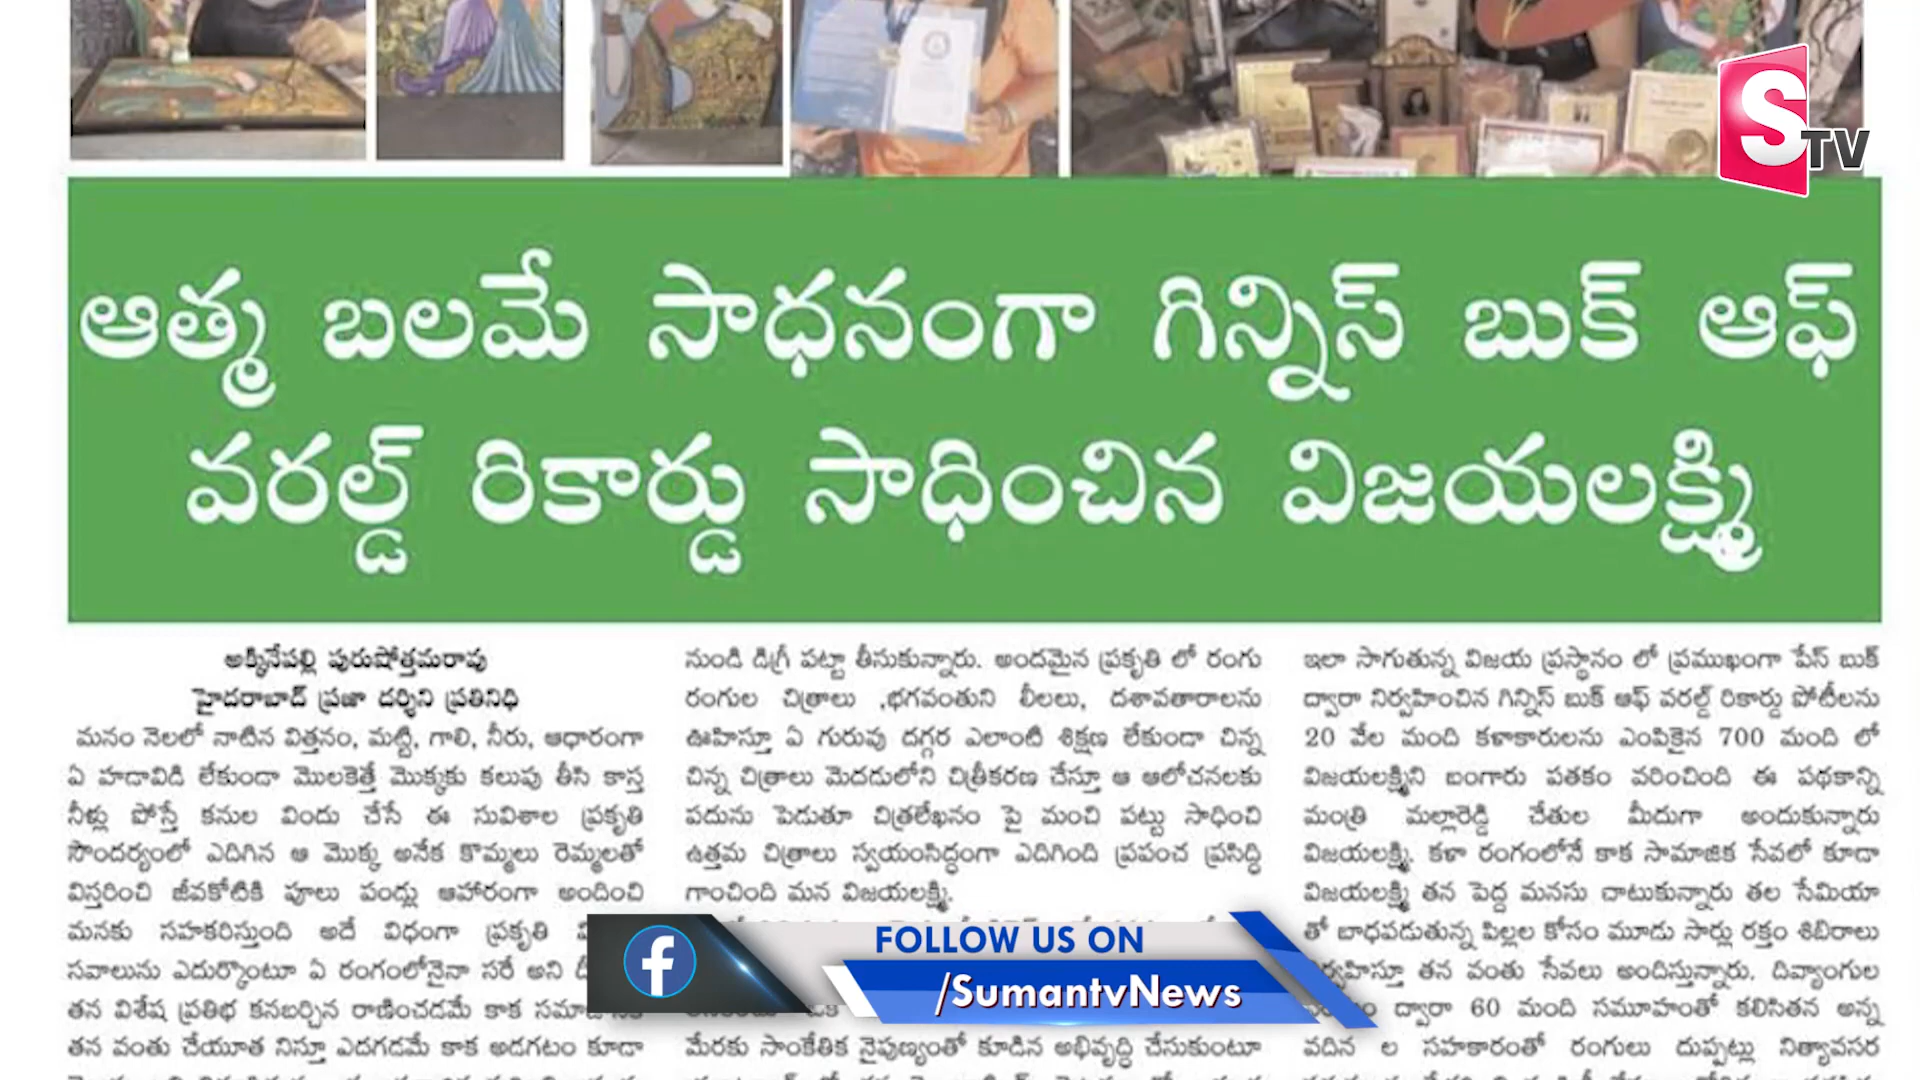 STV
ఆత్మ బలమే సాధనంగా గిన్నిస్ బుక్ ఆఫ్
వరల్డ్ రికార్డు సాధించిన విజయలక్ష్మి
అక్కినేపల్లి పురుషోత్తమరావు
హైదరాబాద్ ప్రజా దర్శిని ప్రతినిధి
మనం నెలలో నాటిన విత్తనం, మట్టి, గాలి, నీరు, ఆధారంగా
ఏ హడావిడి లేకుండా మొలకెత్తే మొక్కకు కలుపు తీసి కాస్త
నీళ్లు పోస్తే కనుల విందు చేసే ఈ సువిశాల ప్రకృతి
సౌందర్యంలో ఎదిగిన ఆ మొక్కు అనేక కొమ్మలు రెమ్మలతో
విస్తరించి జీవకోటికి పూలు పండ్లు ఆహారంగా అందించి
మనకు సహకరిస్తుంది అదే విధంగా ప్రకృతి
సవాలును ఎదుర్కొంటూ ఏ రంగంలోనైనా సరే అని
తన విశేష ప్రతిభ కనబర్చిన రాణించడమే కాక
తన వంతు చేయూత నిస్తూ ఎదగడమే కాక అడగటం కూడా
నుండి డిగ్రీ పట్టా తీసుకున్నారు. అందమైన ప్రకృతి లో రంగు
రంగుల చిత్రాలు ,భగవంతుని లీలలు, దశావతారాలను
ఊహిస్తూ ఏ గురువు దగ్గర ఎలాంటి శిక్షణ లేకుండా చిన్న
చిన్న చిత్రాలు మెదడులోని చిత్రీకరణ చేస్తూ ఆ ఆలోచనలకు
పదును పెడుతూ చిత్రలేఖనం పై మంచి పట్టు సాధించి
ఉత్తమ చిత్రాలు స్వయంసిద్ధంగా ఎదిగింది ప్రపంచ ప్రసిద్ధి
గాంచింది మన విజయలక్ష్మి.
మేరకు సాంకేతిక నైపుణ్యంతో కూడిన అభివృద్ధి చేసుకుంటూ
ఇలా సాగుతున్న విజయ ప్రస్థానం లో ప్రముఖంగా పేస్ బుక్
ద్వారా నిర్వహించిన గిన్నిస్ బుక్ ఆఫ్ వరల్డ్ రికార్డు పోటీలను
20 వేల మంది కళాకారులను ఎంపికైన 700 మంది లో
విజయలక్ష్మిని బంగారు పతకం వరించింది ఈ పథకాన్ని
మంత్రి మల్లారెడ్డి చేతుల మీదుగా అందుకున్నారు
విజయలక్ష్మి. కళా రంగంలోనే కాక సామాజిక సేవలో కూడా
విజయలక్ష్మి తన పెద్ద మనసు చాటుకున్నారు తల సేమియా
తో బాధపడుతున్న పిల్లల కోసం మూడు సార్లు రక్తం శిబిరాలు
తన వంతు సేవలు అందిస్తున్నారు. దివ్యాంగుల
ద్వారా 60 మంది సమూహంతో కలిసితన అన్న
వదిన ల సహకారంతో రంగులు దుప్పట్లు నిత్యావసర
FOLLOW US ON
/SumantvNews